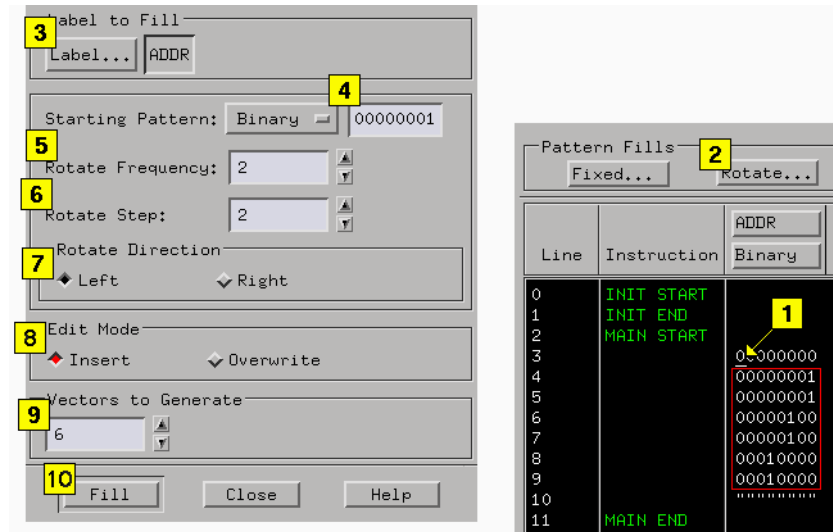 Label to Fill
3
Label... ADDR
4
Starting Pattern: Binary 00000001
5
Rotate Frequency: 2
6
Rotate Step: 2
Rotate Direction
7
Left Right
Edit Mode
8
Insert Overwrite
Vectors to Generate
9
6
10
Fill Close Help
Pattern Fills
2
Fixed... Rotate...
ADDR
Line Instruction Binary
0 INIT START
1 INIT END
1
2 MAIN START
3 00000000
4 00000001
5 00000001
6 00000100
7 00000100
8 00010000
9 00010000
10 """"""""
11 MAIN END